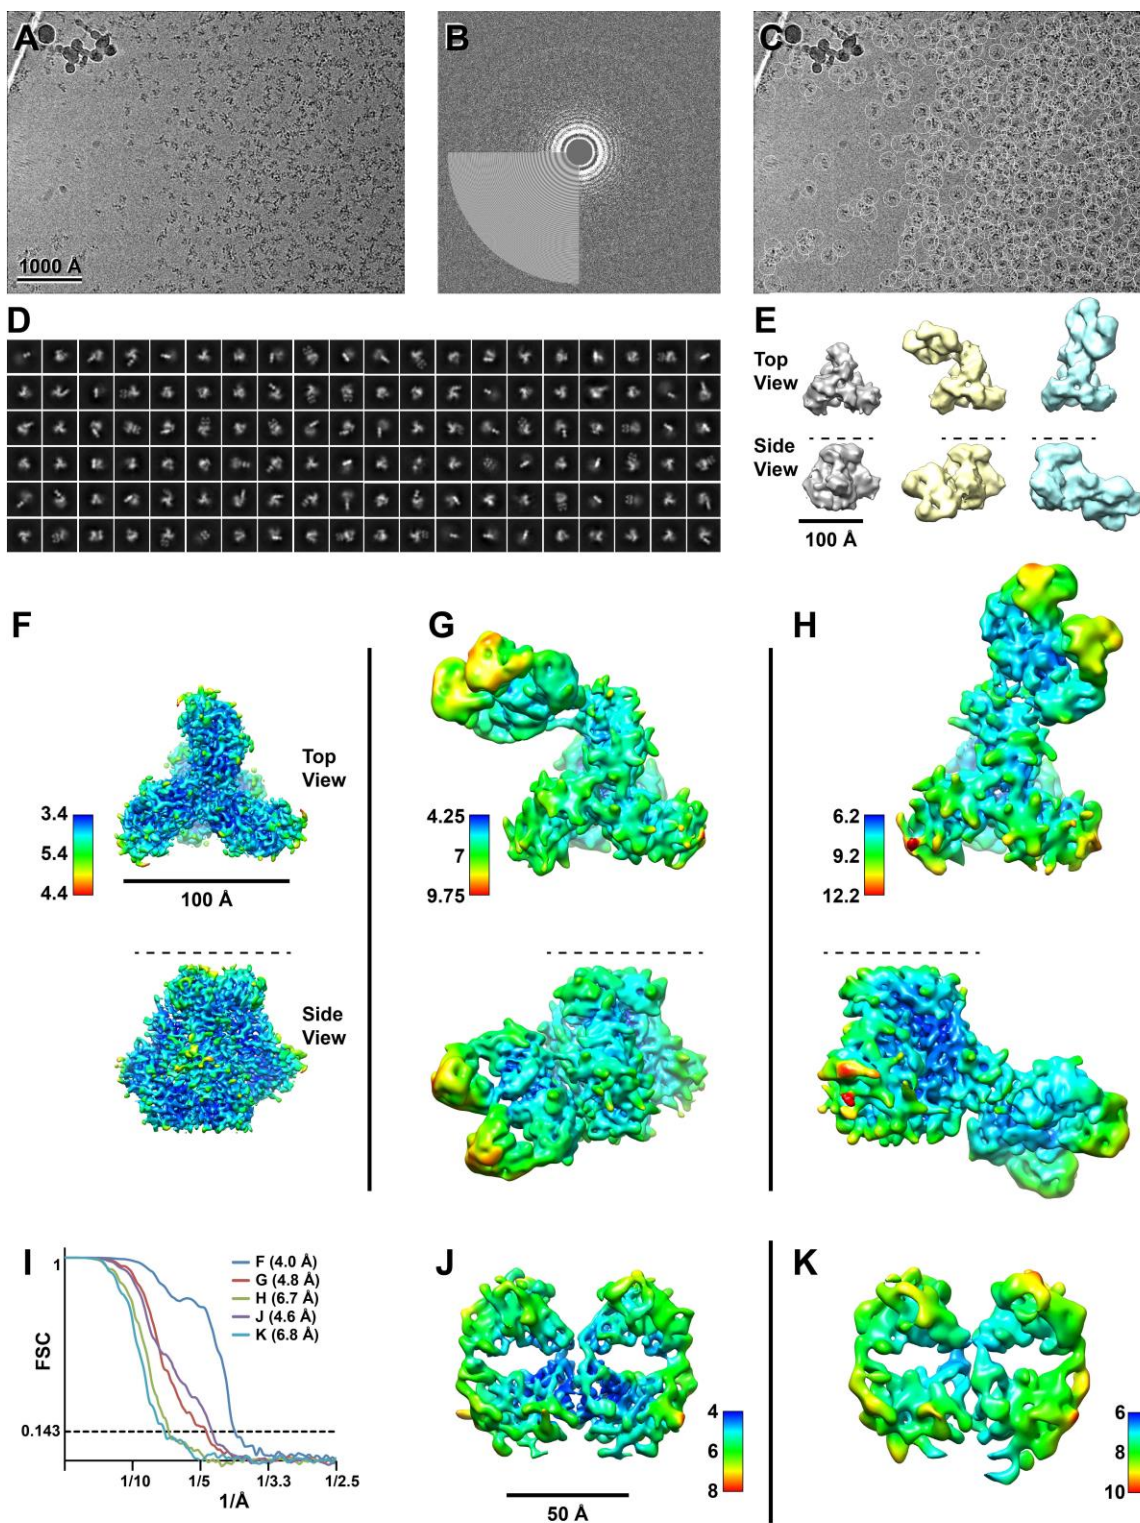 A
B
C
1000 Å
D
E
Top
View
Side
View
100 Å
F
G
H
Top
View
3.4
5.4
4.4
100 Å
4.25
7
9.75
6.2
9.2
12.2
Side
View
I
1
FSC
0.143
F (4.0 Å)
G (4.8 Å)
H (6.7 Å)
J (4.6 Å)
K (6.8 Å)
1/10
1/5
1/3.3
1/2.5
1/Å
J
4
6
8
50 Å
K
6
8
10